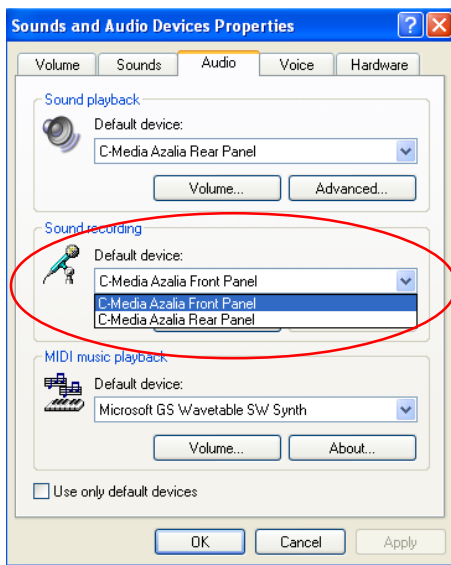 Sounds and Audio Devices Properties
Volume Sounds Audio Voice Hardware
Sound playback
Default device:
C-Media Azalia Rear Panel
Volume... Advanced...
Sound recording
Default device:
C-Media Azalia Front Panel
C-Media Azalia Front Panel
C-Media Azalia Rear Panel
MIDI music playback
Default device:
Microsoft GS Wavetable SW Synth
Volume... About...
Use only default devices
OK Cancel Apply